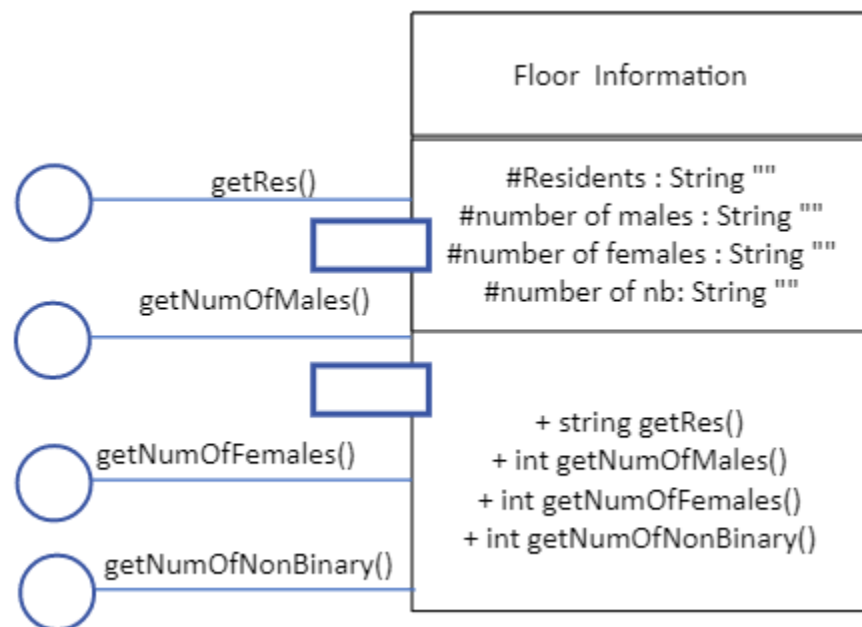 Floor Information
getRes()
getNumOfMales()
getNumOfFemales()
getNumOfNonBinary()
#Residents : String ""
#number of males : String ""
#number of females : String ""
#number of nb: String ""
+ string getRes()
+ int getNumOfMales()
+ int getNumOfFemales()
+ int getNumOfNonBinary()